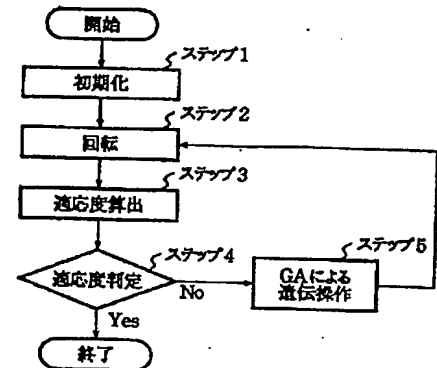 開始
ステップ1
初期化
ステップ2
回転
ステップ3
適応度算出
ステップ4
適応度判定
No
Yes
ステップ5
GAによる
遺伝操作
終了